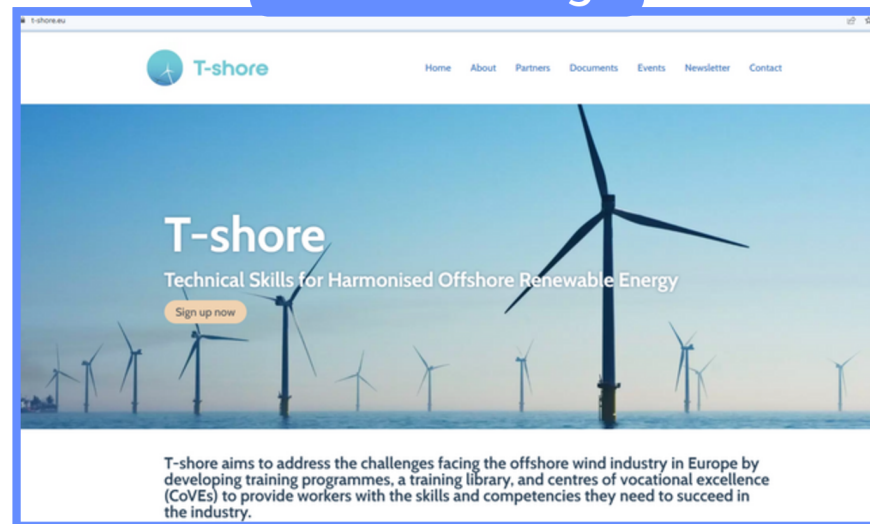 t-shore.eu
T-shore
Home About Partners Documents Events Newsletter Contact
T-shore
Technical Skills for Harmonised Offshore Renewable Energy
Sign up now
T-shore aims to address the challenges facing the offshore wind industry in Europe by
developing training programmes, a training library, and centres of vocational excellence
(CoVEs) to provide workers with the skills and competencies they need to succeed in
the industry.